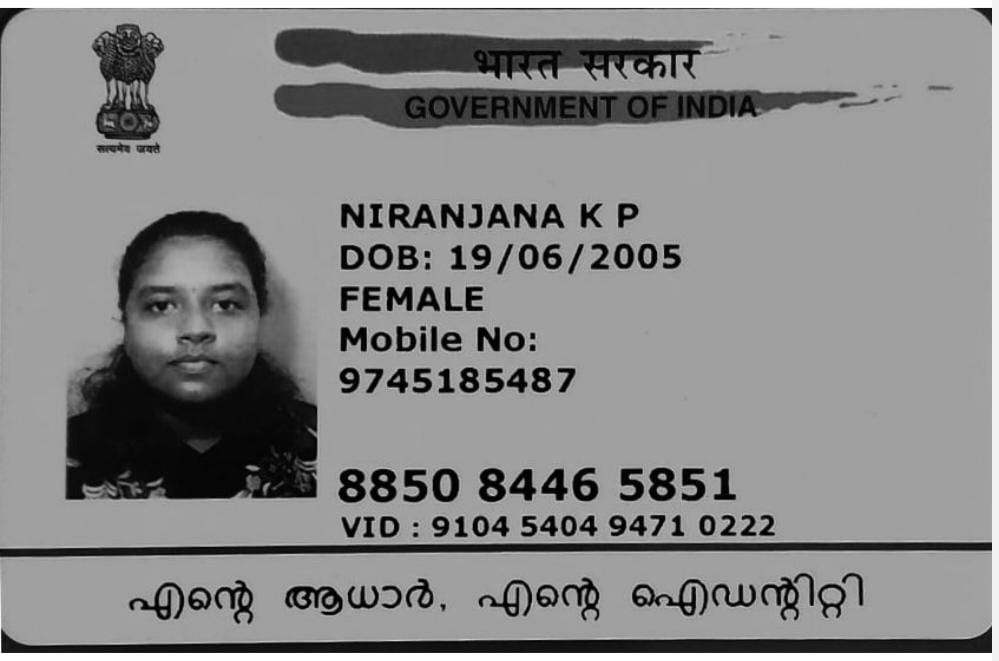 भारत सरकार
GOVERNMENT OF INDIA
सत्यमेव जयते
NIRANJANA K P
DOB: 19/06/2005
FEMALE
Mobile No:
9745185487
8850 8446 5851
VID : 9104 5404 9471 0222
എന്റെ ആധാർ, എന്റെ ഐഡന്റിറ്റി